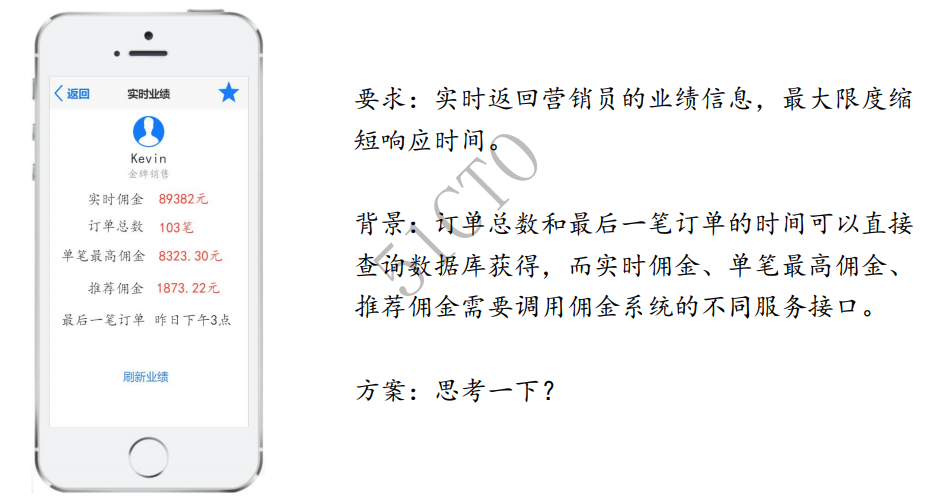 返回 实时业绩
Kevin
金牌销售
实时佣金 89382元
订单总数 103笔
单笔最高佣金 8323.30元
推荐佣金 1873.22元
最后一笔订单 昨日下午3点
刷新业绩
要求：实时返回营销员的业绩信息，最大限度缩
短响应时间。
背景：订单总数和最后一笔订单的时间可以直接
查询数据库获得，而实时佣金、单笔最高佣金、
推荐佣金需要调用佣金系统的不同服务接口。
方案：思考一下？
51CTO